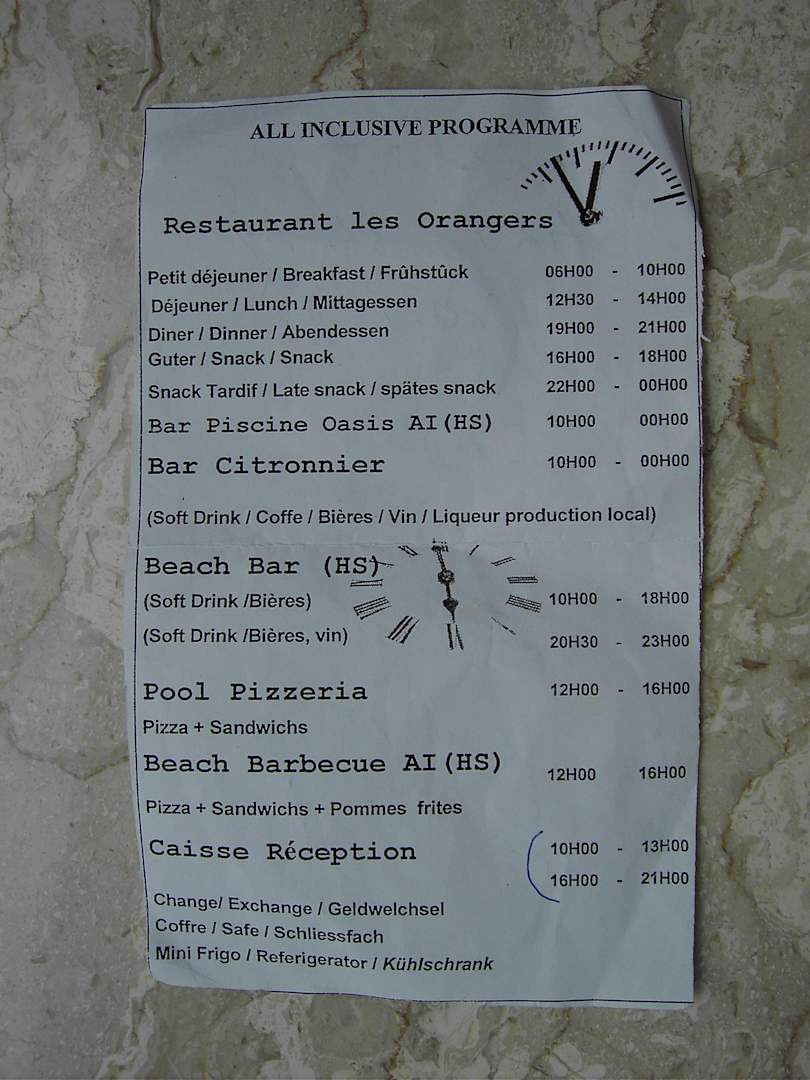 ALL INCLUSIVE PROGRAMME
Restaurant les Orangers
Petit déjeuner / Breakfast / Frûhstûck 06H00 - 10H00
Déjeuner / Lunch / Mittagessen 12H30 - 14H00
Diner / Dinner / Abendessen 19H00 - 21H00
Guter / Snack / Snack 16H00 - 18H00
Snack Tardif / Late snack / spätes snack 22H00 - 00H00
Bar Piscine Oasis AI(HS) 10H00 00H00
Bar Citronnier 10H00 - 00H00
(Soft Drink / Coffe / Bières / Vin / Liqueur production local)
Beach Bar (HS)
(Soft Drink /Bières) 10H00 - 18H00
(Soft Drink /Bières, vin) 20H30 - 23H00
Pool Pizzeria 12H00 - 16H00
Pizza + Sandwichs
Beach Barbecue AI(HS) 12H00 16H00
Pizza + Sandwichs + Pommes frites
Caisse Réception 10H00 - 13H00
16H00 - 21H00
Change/ Exchange / Geldwelchsel
Coffre / Safe / Schliessfach
Mini Frigo / Referigerator / Kühlschrank